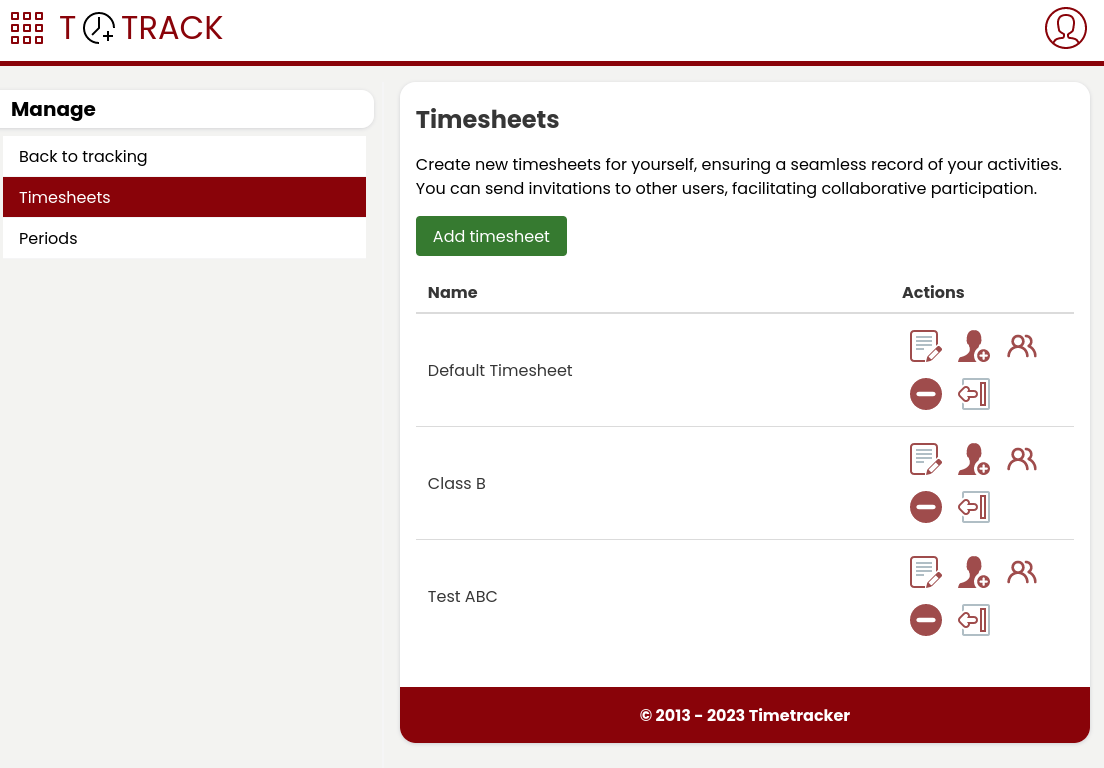 T TRACK
Manage
Back to tracking
Timesheets
Periods
Timesheets
Create new timesheets for yourself, ensuring a seamless record of your activities.
You can send invitations to other users, facilitating collaborative participation.
Add timesheet
Name Actions
Default Timesheet
Class B
Test ABC
© 2013 - 2023 Timetracker